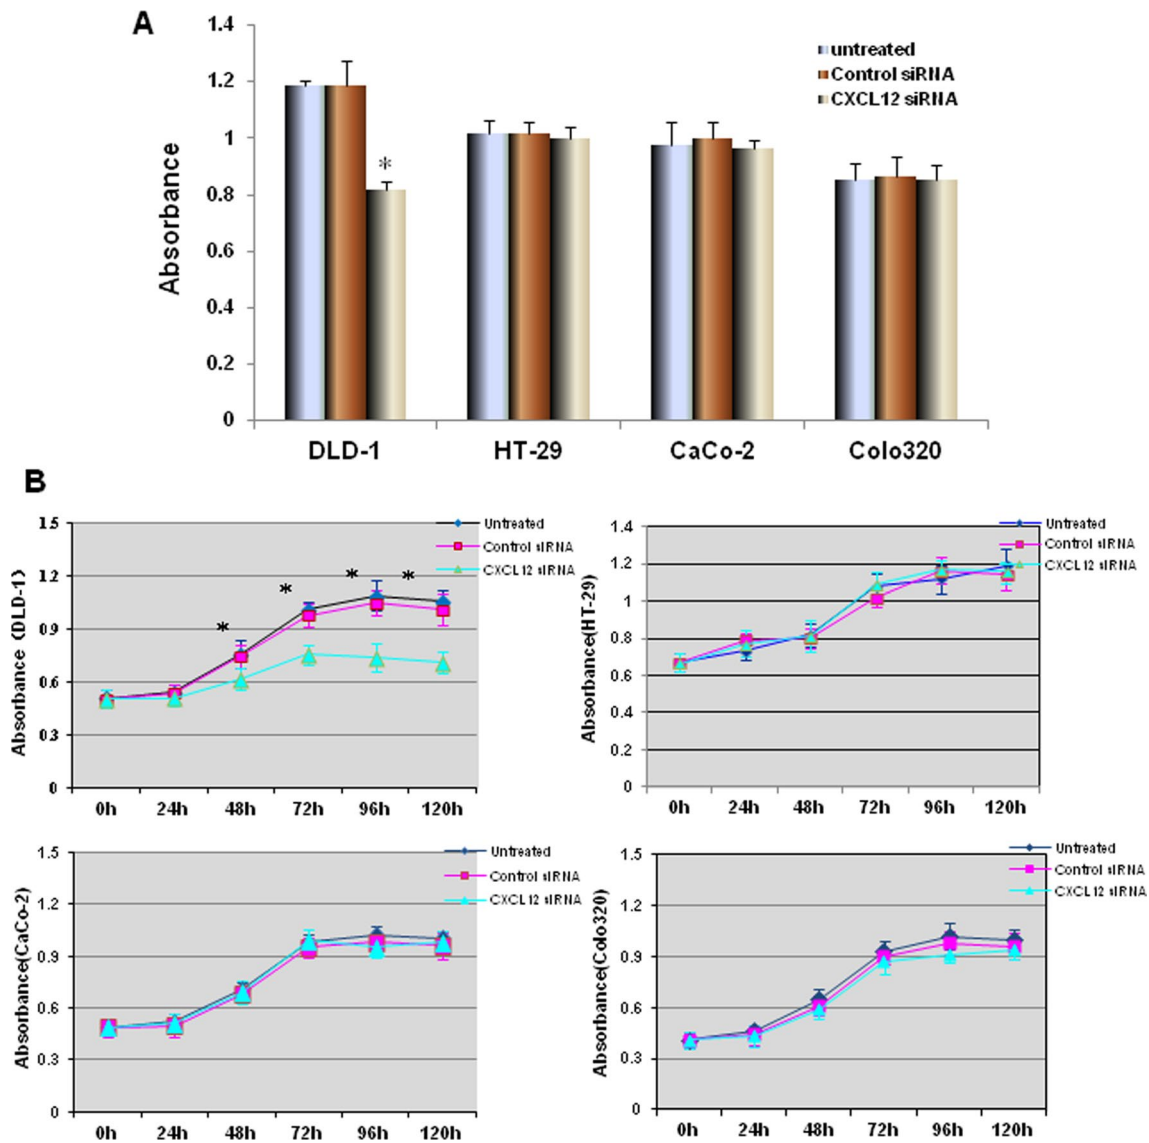 A
Absorbance
1.4
1.2
1
0.8
0.6
0.4
0.2
0
untreated
Control siRNA
CXCL12 siRNA
*
DLD-1 HT-29 CaCo-2 Colo320
B
Absorbance (DLD-1)
1.5
1.2
0.9
0.6
0.3
0
Untreated
Control siRNA
CXCL12 siRNA
* * * *
0h 24h 48h 72h 96h 120h
Absorbance(HT-29)
1.4
1.2
1
0.8
0.6
0.4
0.2
0
Untreated
Control siRNA
CXCL12 siRNA
0h 24h 48h 72h 96h 120h
Absorbance(CaCo-2)
1.5
1.2
0.9
0.6
0.3
0
Untreated
Control siRNA
CXCL12 siRNA
0h 24h 48h 72h 96h 120h
Absorbance(Colo320)
1.5
1.2
0.9
0.6
0.3
0
Untreated
Control siRNA
CXCL12 siRNA
0h 24h 48h 72h 96h 120h